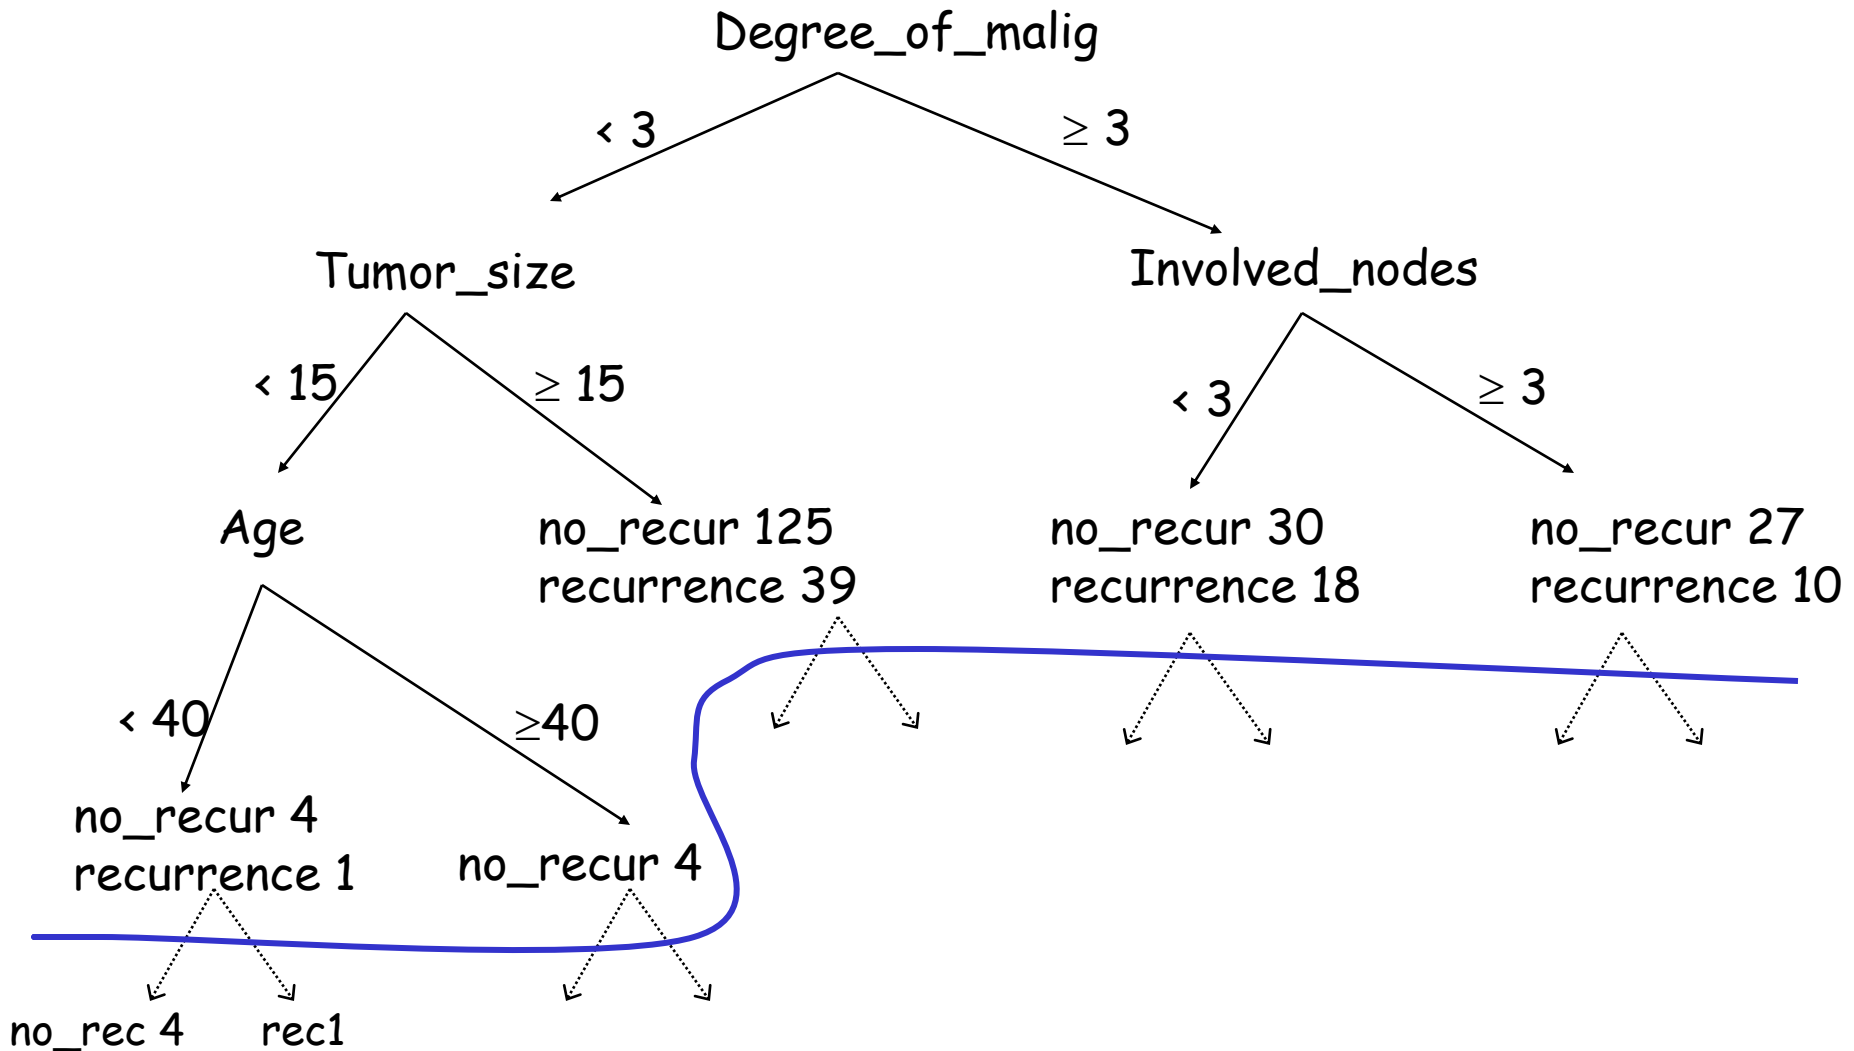 Degree_of_malig
< 3
≥ 3
Tumor_size
Involved_nodes
< 15
≥ 15
< 3
≥ 3
Age
no_recur 125
recurrence 39
no_recur 30
recurrence 18
no_recur 27
recurrence 10
< 40
≥40
no_recur 4
recurrence 1
no_recur 4
no_rec 4
rec1